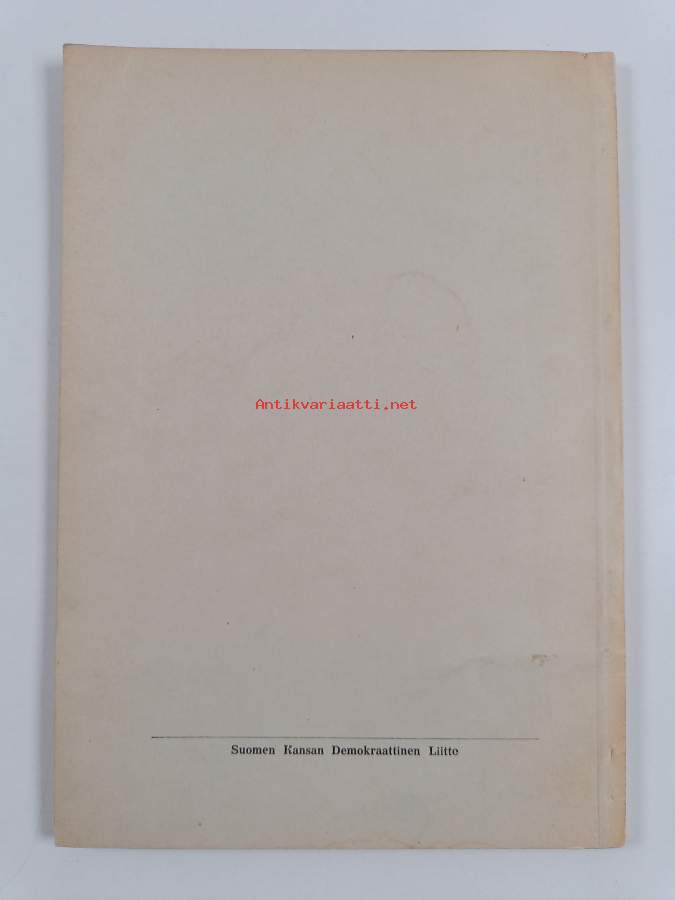 Antikvariaatti.net
Suomen Kansan Demokraattinen Liitto